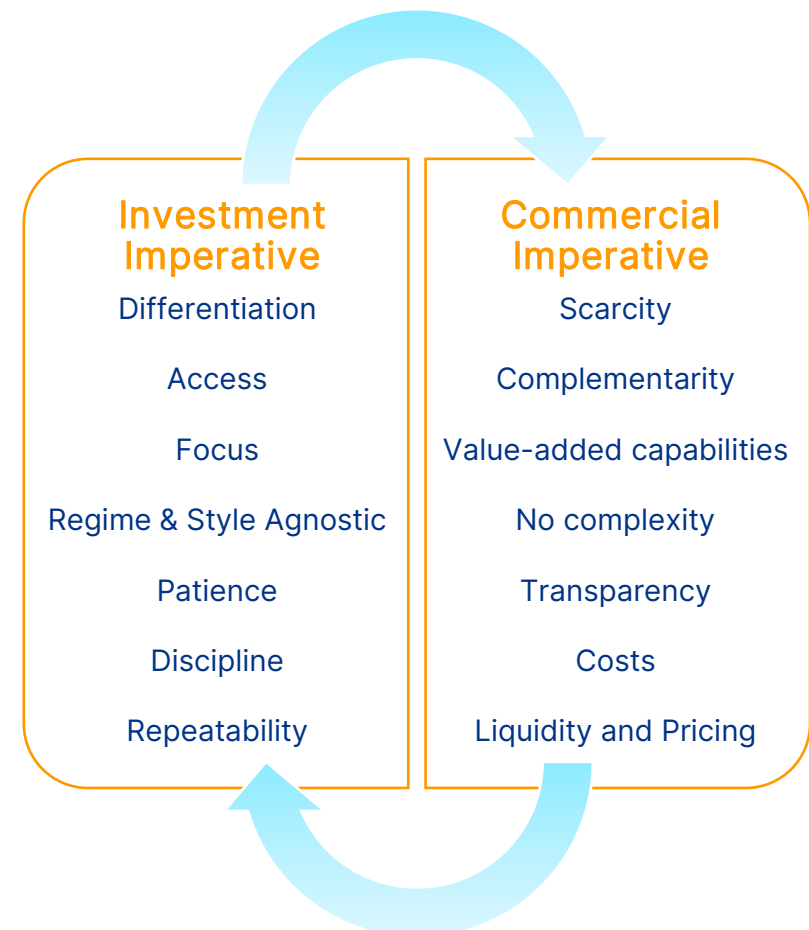 Investment
Imperative
Differentiation
Access
Focus
Regime & Style Agnostic
Patience
Discipline
Repeatability
Commercial
Imperative
Scarcity
Complementarity
Value-added capabilities
No complexity
Transparency
Costs
Liquidity and Pricing